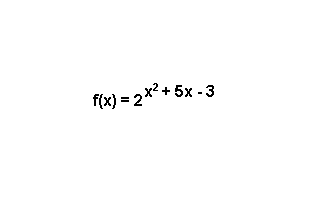 f(x) = 2^(x² + 5x - 3)